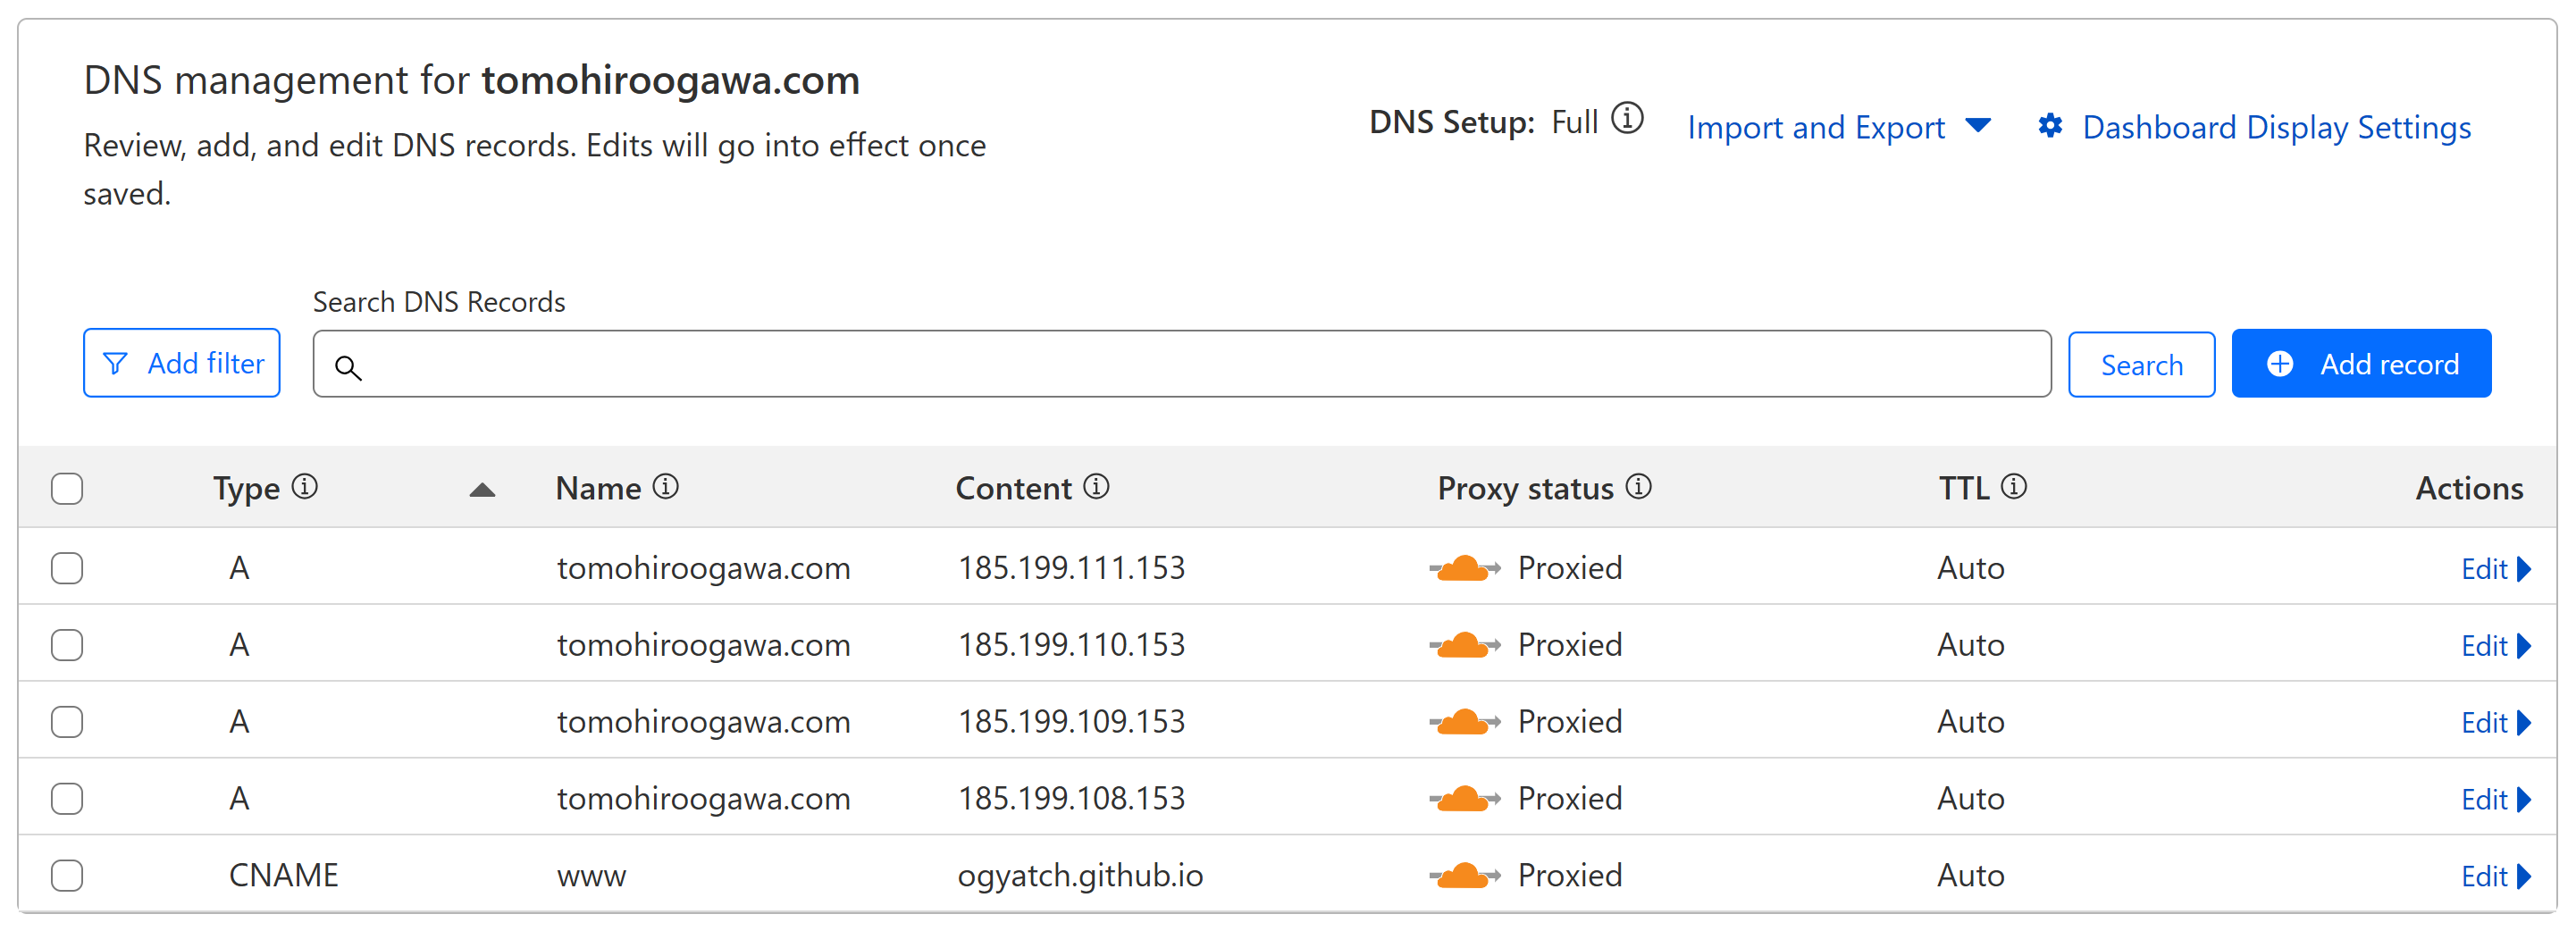 DNS management for tomohiroogawa.com
Review, add, and edit DNS records. Edits will go into effect once
saved.
DNS Setup: Full
Import and Export
Dashboard Display Settings
Search DNS Records
Add filter
Search
Add record
Type Name Content Proxy status TTL Actions
A tomohiroogawa.com 185.199.111.153 Proxied Auto Edit
A tomohiroogawa.com 185.199.110.153 Proxied Auto Edit
A tomohiroogawa.com 185.199.109.153 Proxied Auto Edit
A tomohiroogawa.com 185.199.108.153 Proxied Auto Edit
CNAME www ogyatch.github.io Proxied Auto Edit